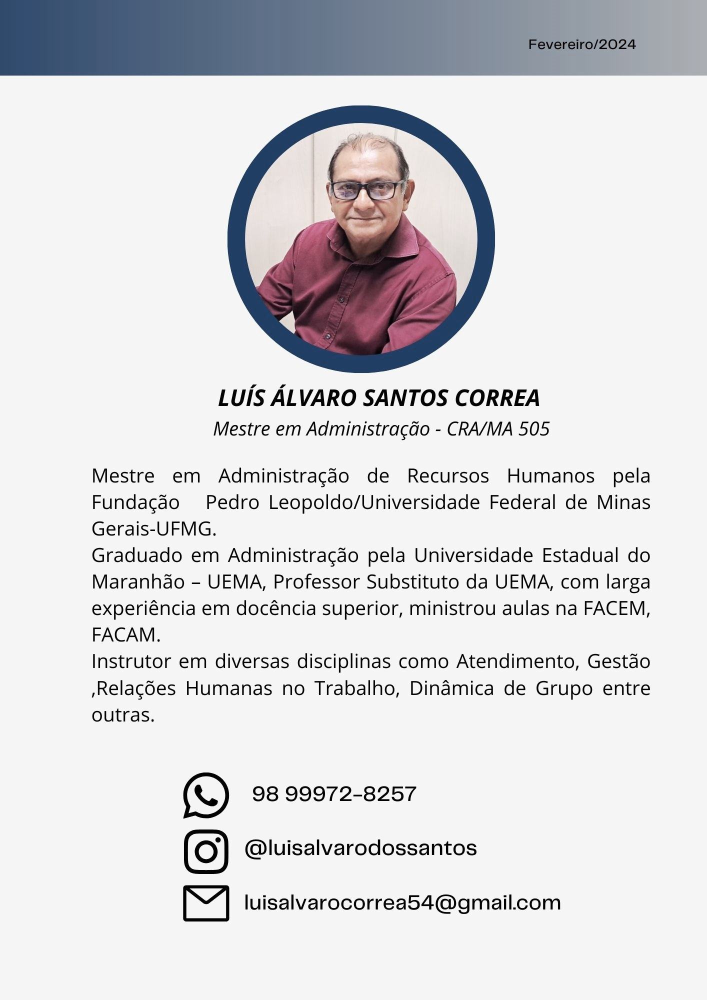 Fevereiro/2024
LUÍS ÁLVARO SANTOS CORREA
Mestre em Administração - CRA/MA 505
Mestre em Administração de Recursos Humanos pela
Fundação Pedro Leopoldo/Universidade Federal de Minas
Gerais-UFMG.
Graduado em Administração pela Universidade Estadual do
Maranhão – UEMA, Professor Substituto da UEMA, com larga
experiência em docência superior, ministrou aulas na FACEM,
FACAM.
Instrutor em diversas disciplinas como Atendimento, Gestão
,Relações Humanas no Trabalho, Dinâmica de Grupo entre
outras.
98 99972-8257
@luisalvarodossantos
luisalvarocorrea54@gmail.com